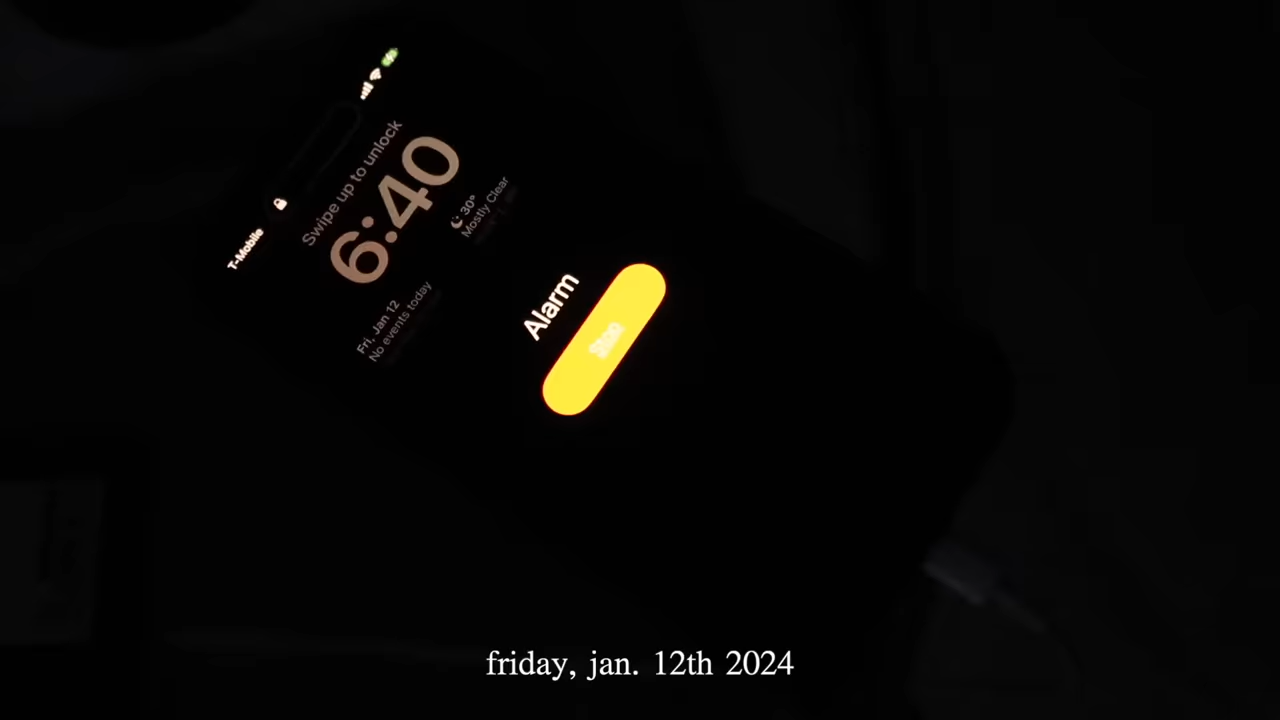 T-Mobile
Swipe up to unlock
6:40
Fri, Jan 12
No events today
30°
Mostly Clear
Alarm
Stop
friday, jan. 12th 2024